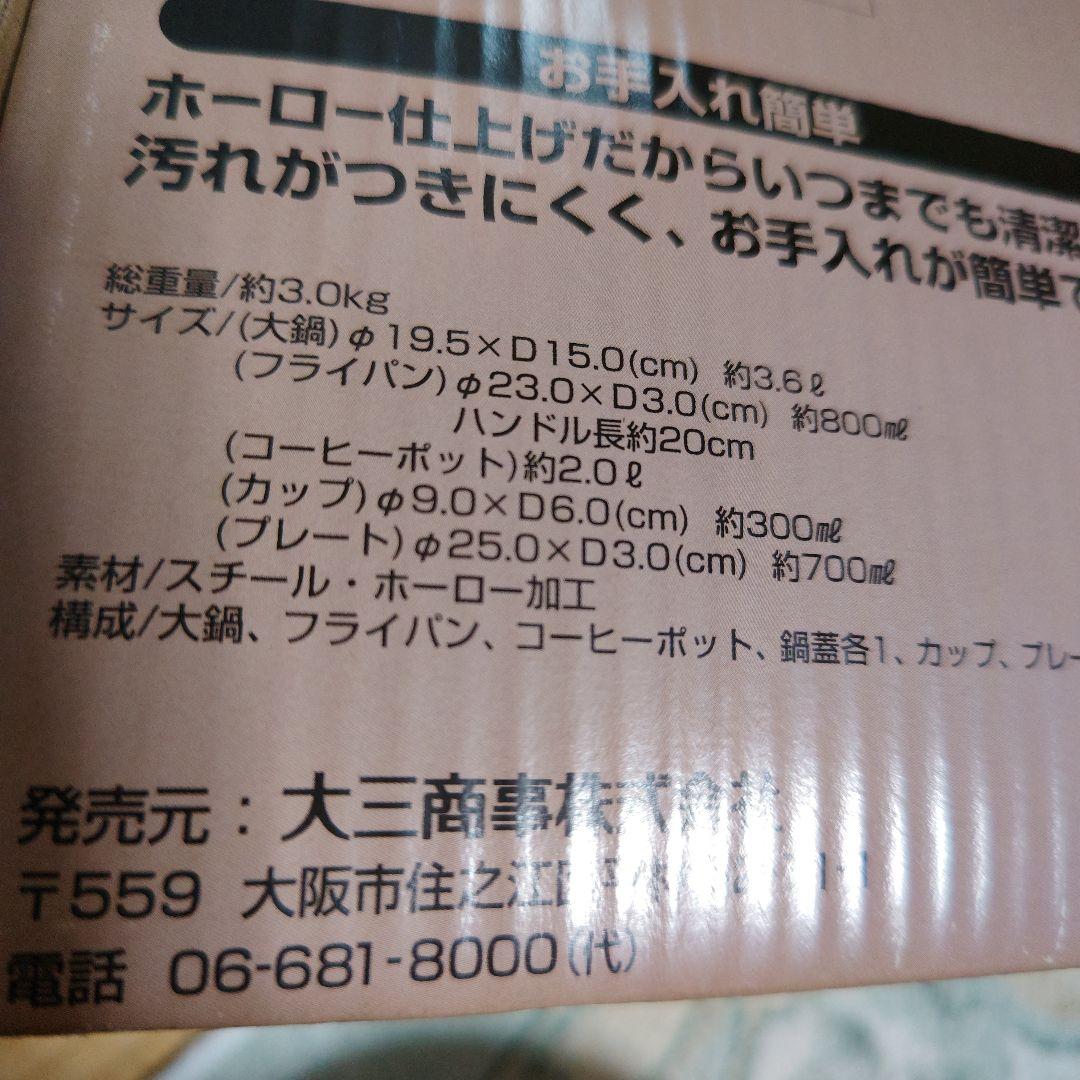 お手入れ簡単
ホーロー仕上げだからいつまでも清潔
汚れがつきにくく、お手入れが簡単で
総重量/約3.0kg
サイズ/(大鍋)φ19.5×D15.0(cm) 約3.6ℓ
(フライパン)φ23.0×D3.0(cm) 約800㎖
ハンドル長約20cm
(コーヒーポット)約2.0ℓ
(カップ)φ9.0×D6.0(cm) 約300㎖
(プレート)φ25.0×D3.0(cm) 約700㎖
素材/スチール・ホーロー加工
構成/大鍋、フライパン、コーヒーポット、鍋蓋各1、カップ、プレー
発売元：大三商事株式会社
〒559 大阪市住之江区
電話 06-681-8000(代)